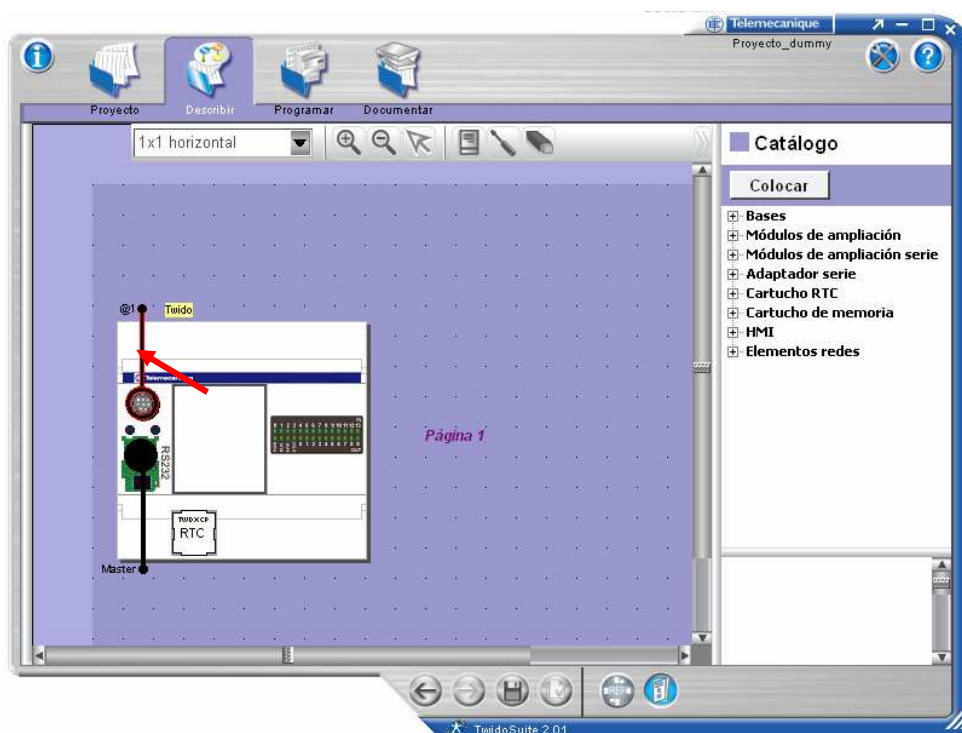 Telemecanique
Proyecto_dummy
Proyecto
Describir
Programar
Documentar
1x1 horizontal
Catálogo
Colocar
Bases
Módulos de ampliación
Módulos de ampliación serie
Adaptador serie
Cartucho RTC
Cartucho de memoria
HMI
Elementos redes
@1
Twido
Telemecanique
RS232
Página 1
TWDXCP
RTC
Master
TwidoSuite 2.01